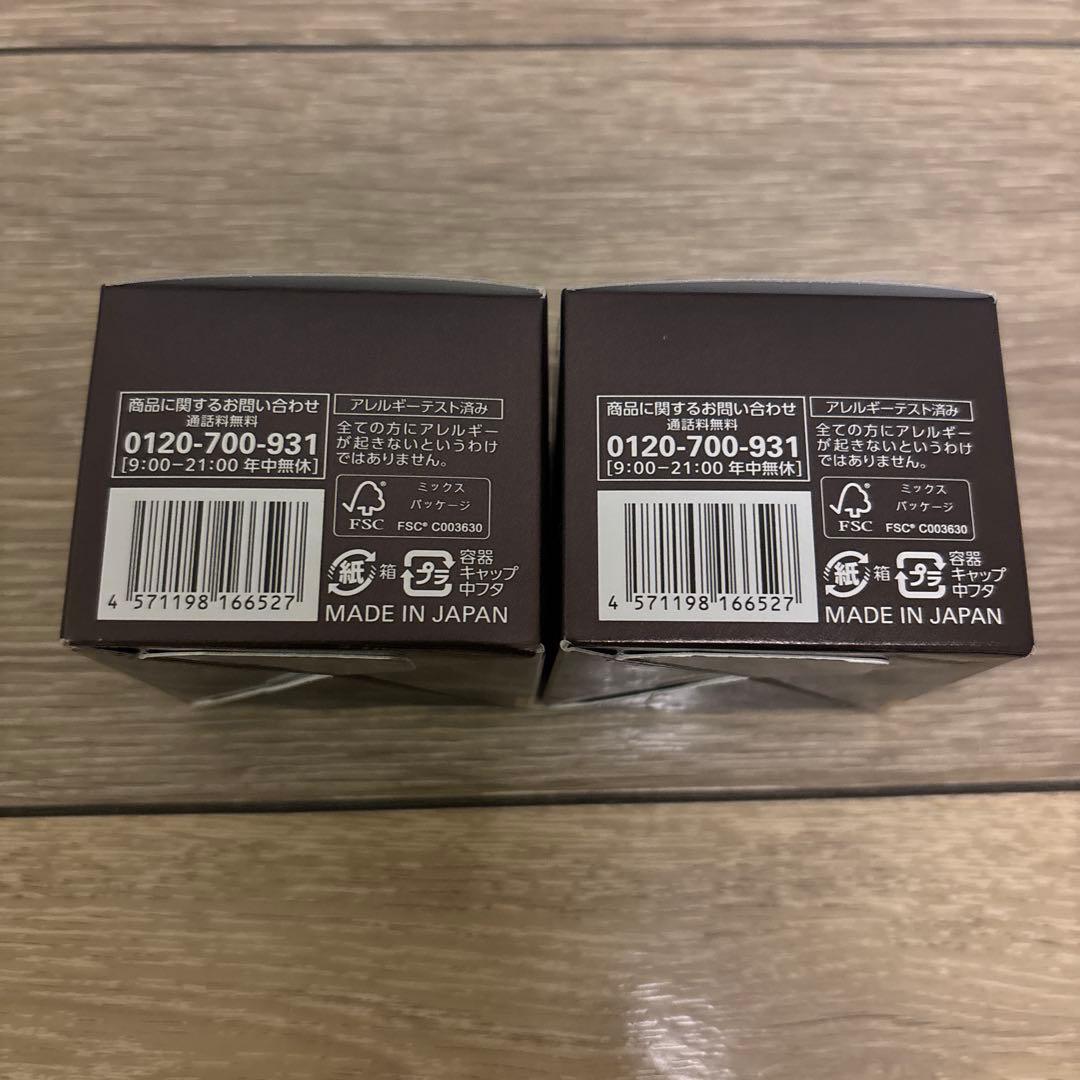 商品に関するお問い合わせ
通話料無料
0120-700-931
[9:00-21:00 年中無休]
アレルギーテスト済み
全ての方にアレルギー
が起きないというわけ
ではありません。
FSC
ミックス
パッケージ
FSC® C003630
4 571198 166527
紙 箱
プラ
容器
キャップ
中フタ
MADE IN JAPAN
商品に関するお問い合わせ
通話料無料
0120-700-931
[9:00-21:00 年中無休]
アレルギーテスト済み
全ての方にアレルギー
が起きないというわけ
ではありません。
FSC
ミックス
パッケージ
FSC® C003630
4 571198 166527
紙 箱
プラ
容器
キャップ
中フタ
MADE IN JAPAN